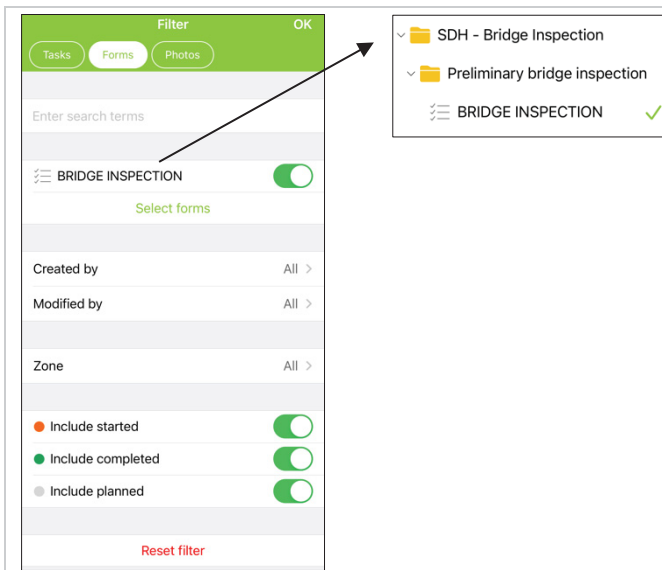 Filter OK
Tasks Forms Photos
Enter search terms
BRIDGE INSPECTION
Select forms
Created by All >
Modified by All >
Zone All >
Include started
Include completed
Include planned
Reset filter
SDH - Bridge Inspection
Preliminary bridge inspection
BRIDGE INSPECTION